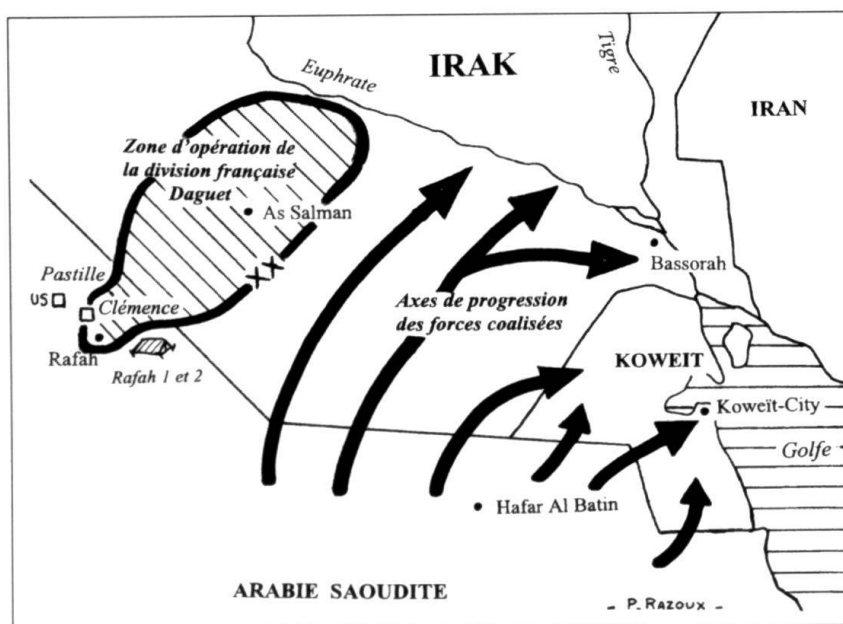 IRAK
Euphrate
Tigre
IRAN
Zone d'opération de
la division française
Daguet
As Salman
Bassorah
Pastille
US
Clémence
Axes de progression
des forces coalisées
Rafah
Rafah 1 et 2
KOWEIT
Koweït-City
Golfe
Hafar Al Batin
ARABIE SAOUDITE
- P. RAZOUX -